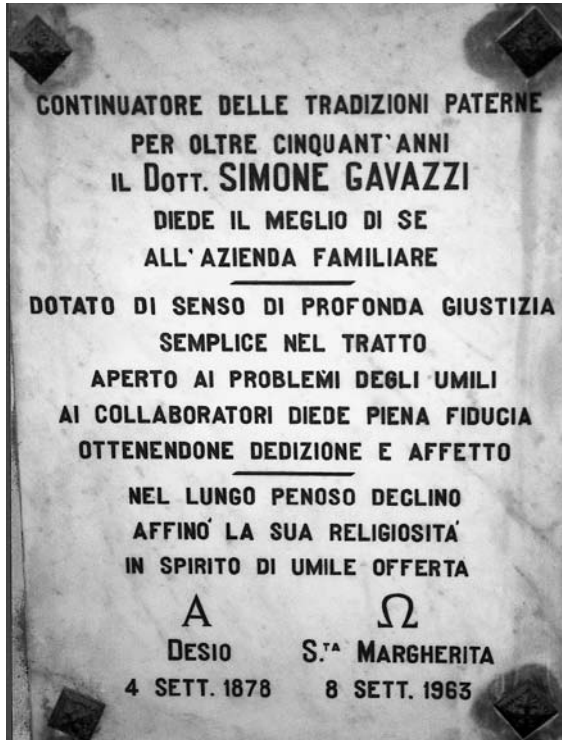 CONTINUATORE DELLE TRADIZIONI PATERNE
PER OLTRE CINQUANT'ANNI
IL DOTT. SIMONE GAVAZZI
DIEDE IL MEGLIO DI SE
ALL'AZIENDA FAMILIARE
DOTATO DI SENSO DI PROFONDA GIUSTIZIA
SEMPLICE NEL TRATTO
APERTO AI PROBLEMI DEGLI UMILI
AI COLLABORATORI DIEDE PIENA FIDUCIA
OTTENENDONE DEDIZIONE E AFFETTO
NEL LUNGO PENOSO DECLINO
AFFINO' LA SUA RELIGIOSITA'
IN SPIRITO DI UMILE OFFERTA
Α Ω
DESIO S.TA MARGHERITA
4 SETT. 1878 8 SETT. 1963